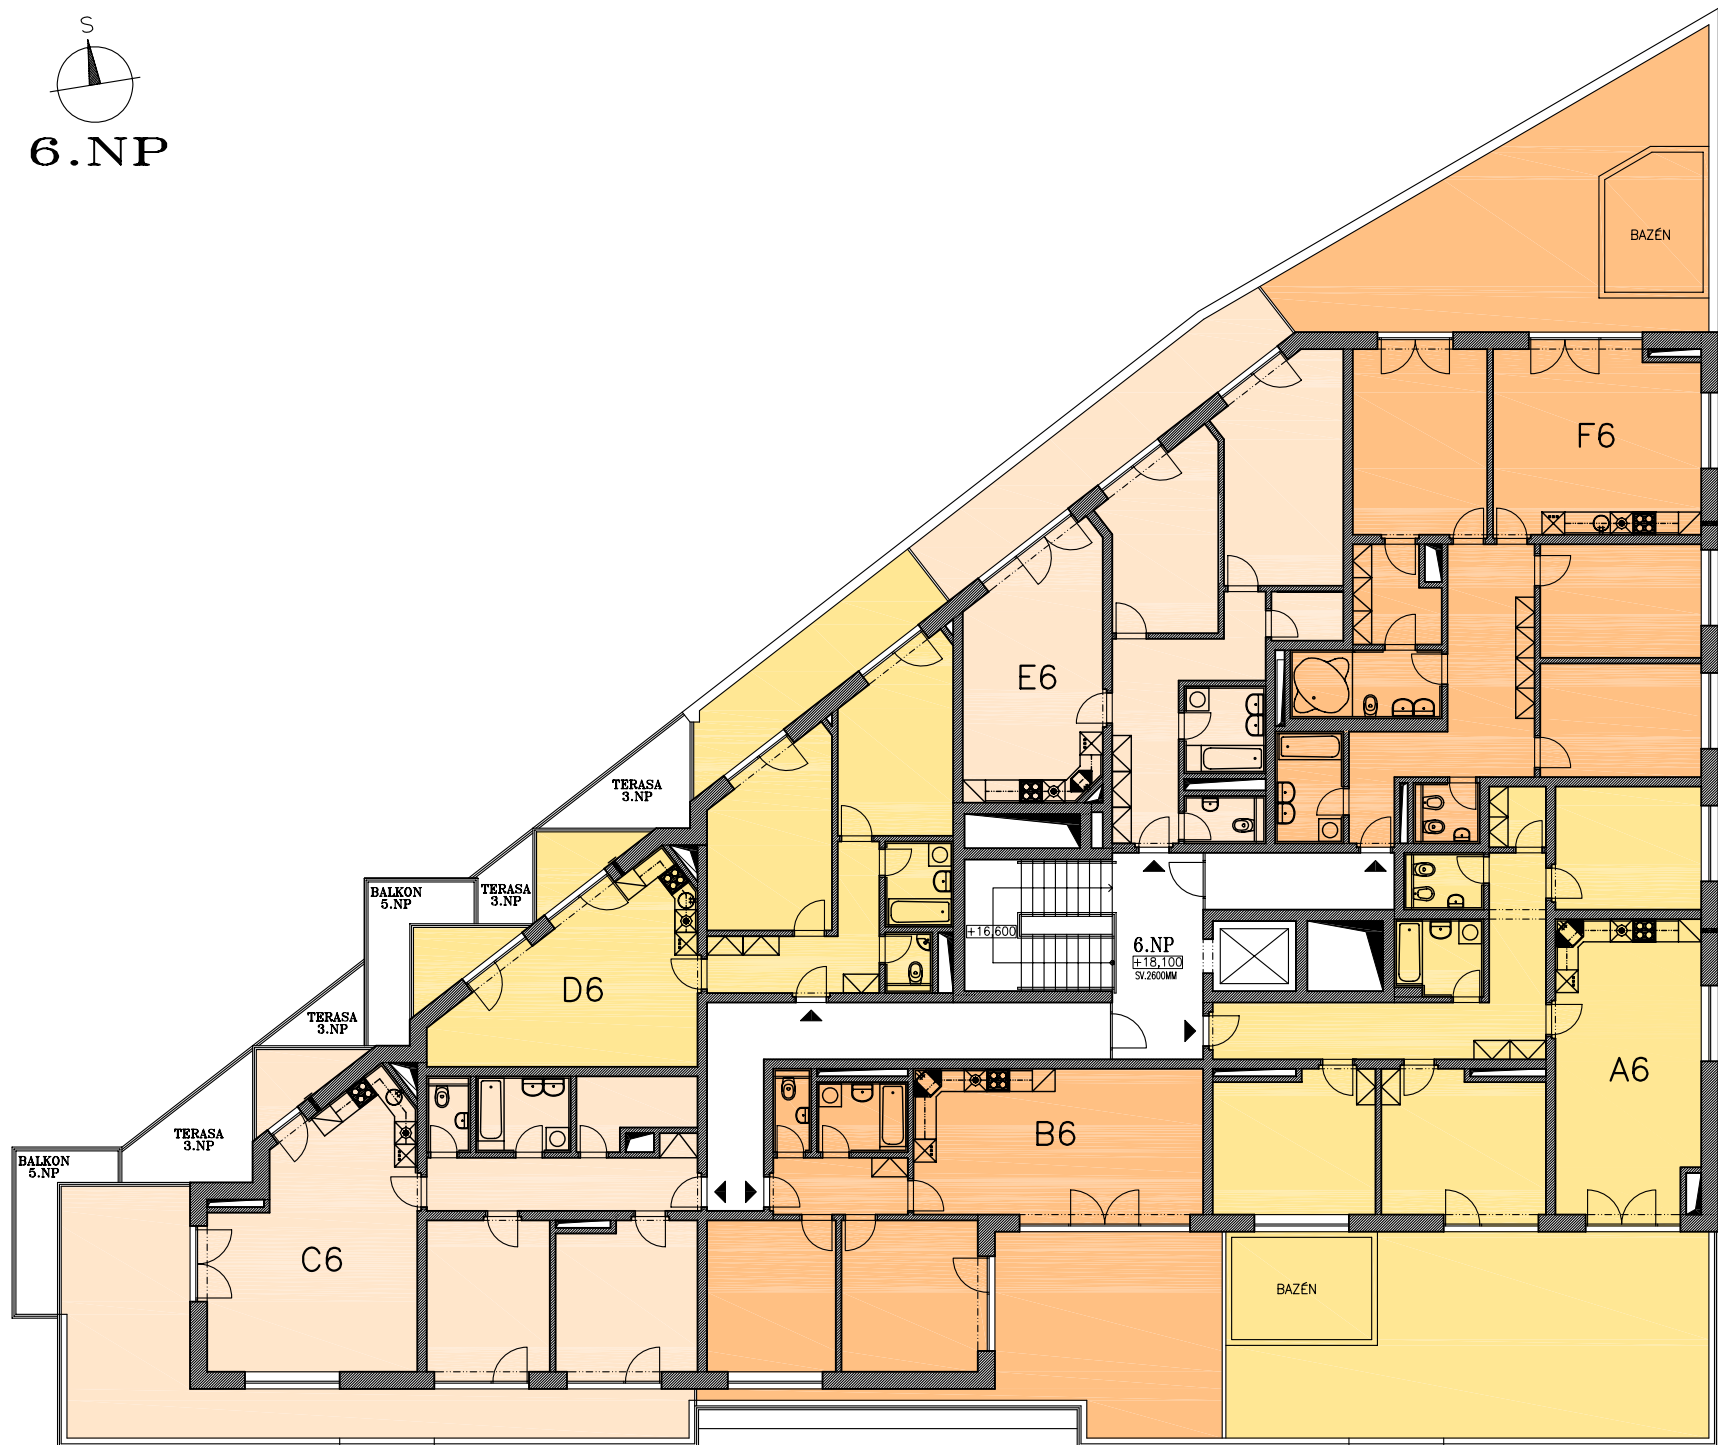 S
6.NP
BAZÉN
F6
E6
TERASA
3.NP
BALKON
5.NP
TERASA
3.NP
+16,600
6.NP
+18,100
SV.2600MM
D6
TERASA
3.NP
A6
B6
TERASA
3.NP
BALKON
5.NP
C6
BAZÉN